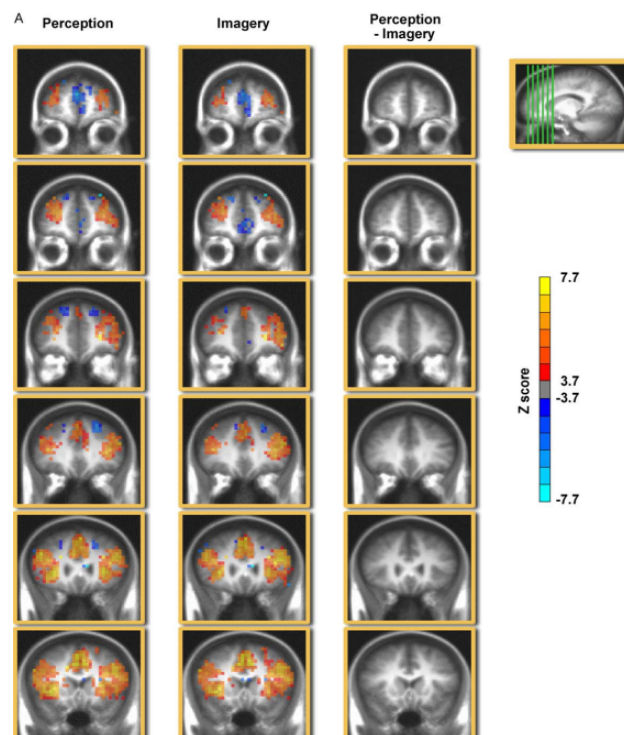 A
Perception
Imagery
Perception
- Imagery
7.7
3.7
-3.7
-7.7
Z score